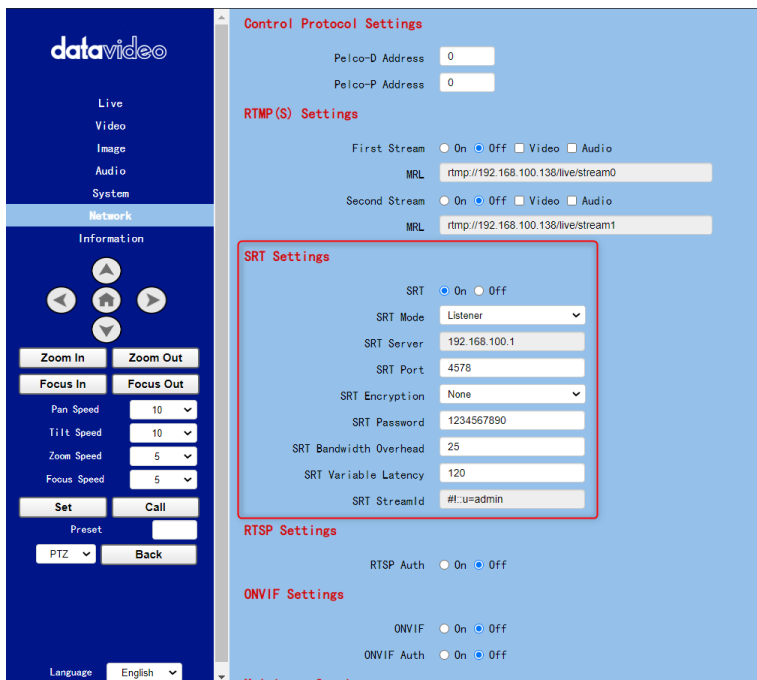 datavideo
Live
Video
Image
Audio
System
Network
Information
Zoom In Zoom Out
Focus In Focus Out
Pan Speed 10
Tilt Speed 10
Zoom Speed 5
Focus Speed 5
Set Call
Preset
PTZ Back
Language English
Control Protocol Settings
Pelco-D Address 0
Pelco-P Address 0
RTMP(S) Settings
First Stream On Off Video Audio
MRL rtmp://192.168.100.138/live/stream0
Second Stream On Off Video Audio
MRL rtmp://192.168.100.138/live/stream1
SRT Settings
SRT On Off
SRT Mode Listener
SRT Server 192.168.100.1
SRT Port 4578
SRT Encryption None
SRT Password 1234567890
SRT Bandwidth Overhead 25
SRT Variable Latency 120
SRT StreamId #!::u=admin
RTSP Settings
RTSP Auth On Off
ONVIF Settings
ONVIF On Off
ONVIF Auth On Off